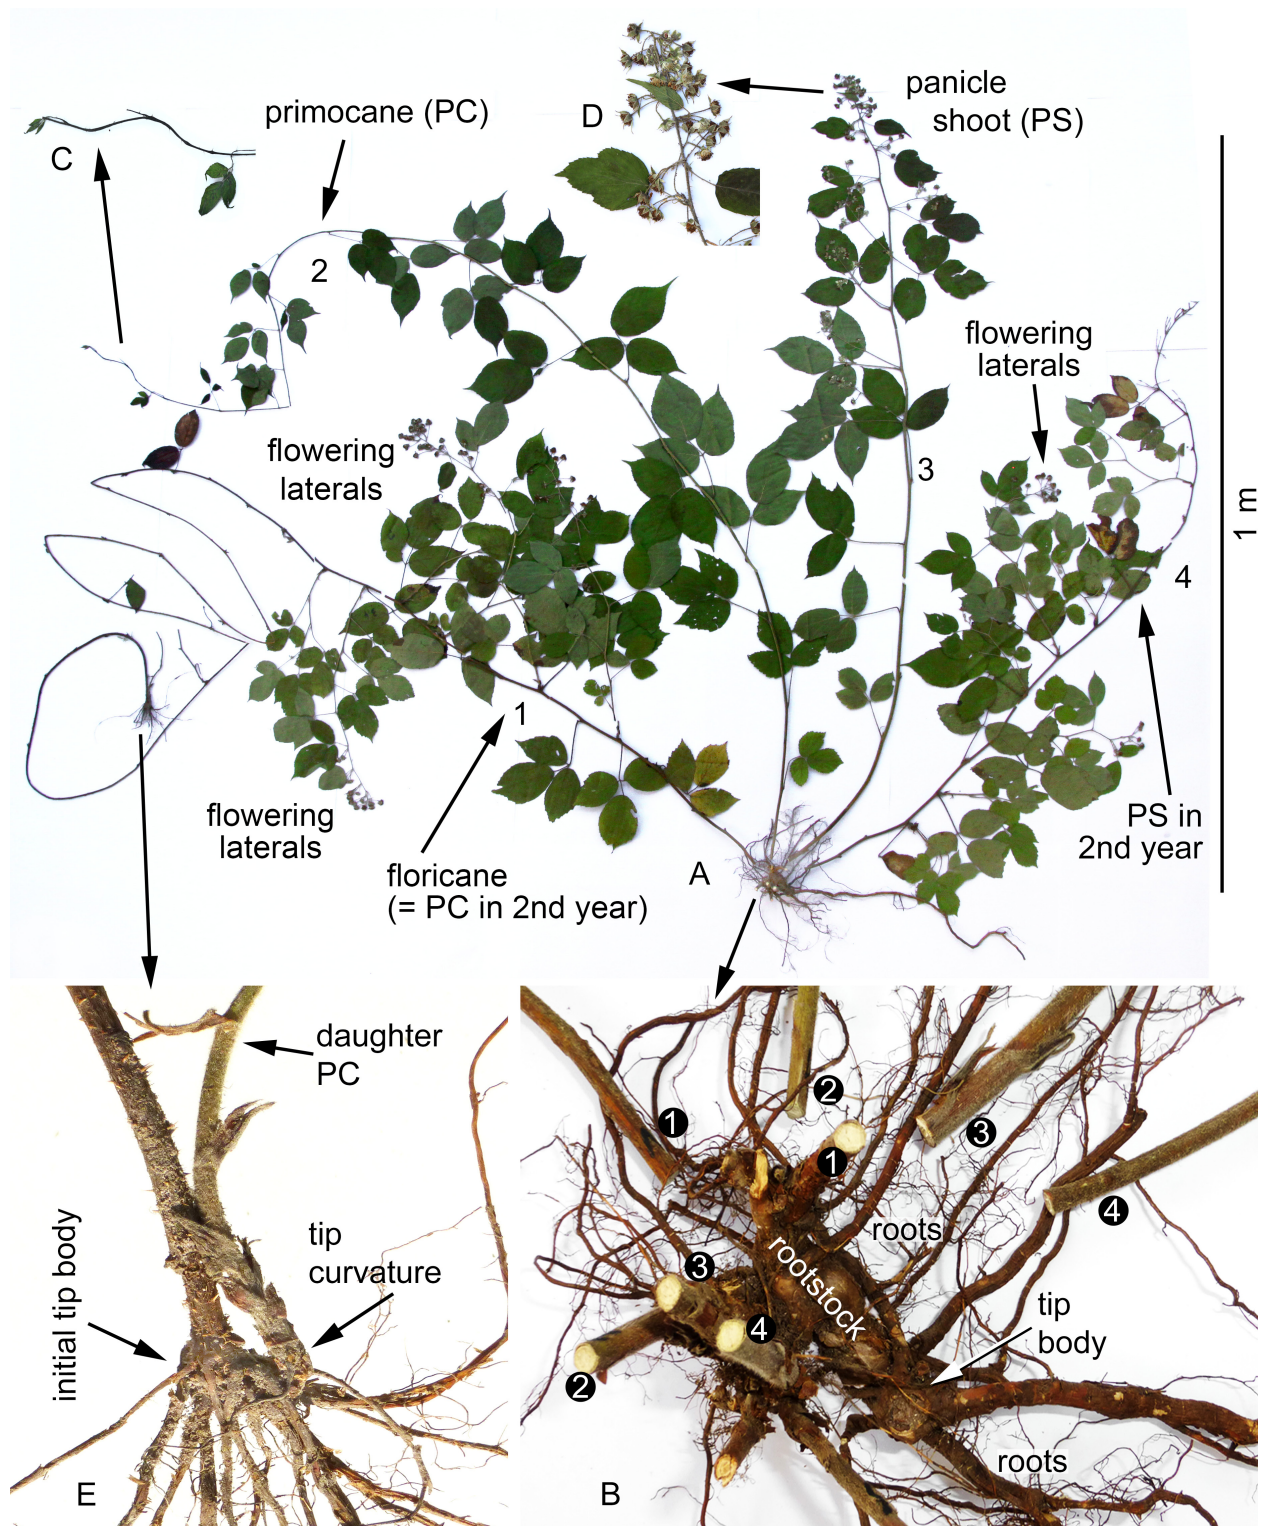 primocane (PC)
C
D
panicle
shoot (PS)
2
flowering
laterals
flowering
laterals
3
1 m
4
1
flowering
laterals
floricane
(= PC in 2nd year)
A
PS in
2nd year
daughter
PC
tip
curvature
initial tip body
E
1
2
1
3
4
roots
3
rootstock
4
2
tip
body
roots
B